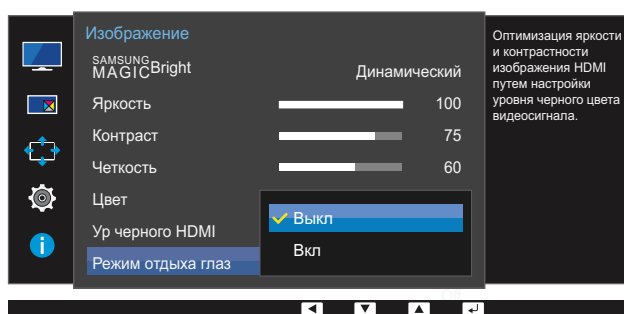 Изображение
SAMSUNG
MAGICBright
Динамический
Яркость
100
Контраст
75
Четкость
60
Цвет
Ур черного HDMI
Режим отдыха глаз
Выкл
Вкл
Оптимизация яркости
и контрастности
изображения HDMI
путем настройки
уровня черного цвета
видеосигнала.